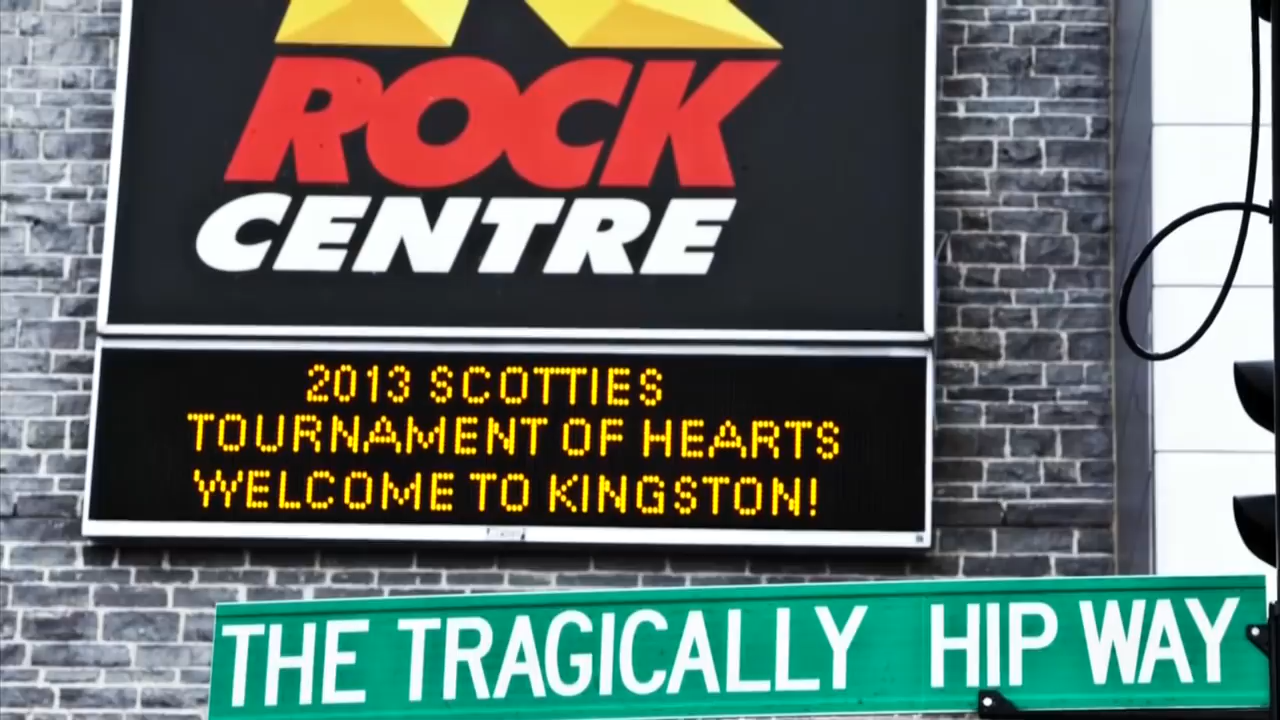 ROCK
CENTRE
2013 SCOTTIES
TOURNAMENT OF HEARTS
WELCOME TO KINGSTON!
THE TRAGICALLY HIP WAY